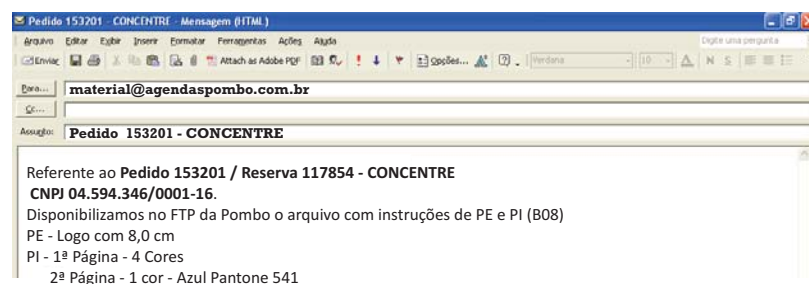 Pedido 153201 - CONCENTRE - Mensagem (HTML)
Arquivo Editar Exibir Inserir Formatar Ferramentas Ações Ajuda Digite uma pergunta
Enviar Attach as Adobe PDF Opções... Verdana 10 A N S
Para... material@agendaspombo.com.br
Cc...
Assunto: Pedido 153201 - CONCENTRE
Referente ao Pedido 153201 / Reserva 117854 - CONCENTRE
CNPJ 04.594.346/0001-16.
Disponibilizamos no FTP da Pombo o arquivo com instruções de PE e PI (B08)
PE - Logo com 8,0 cm
PI - 1ª Página - 4 Cores
2ª Página - 1 cor - Azul Pantone 541